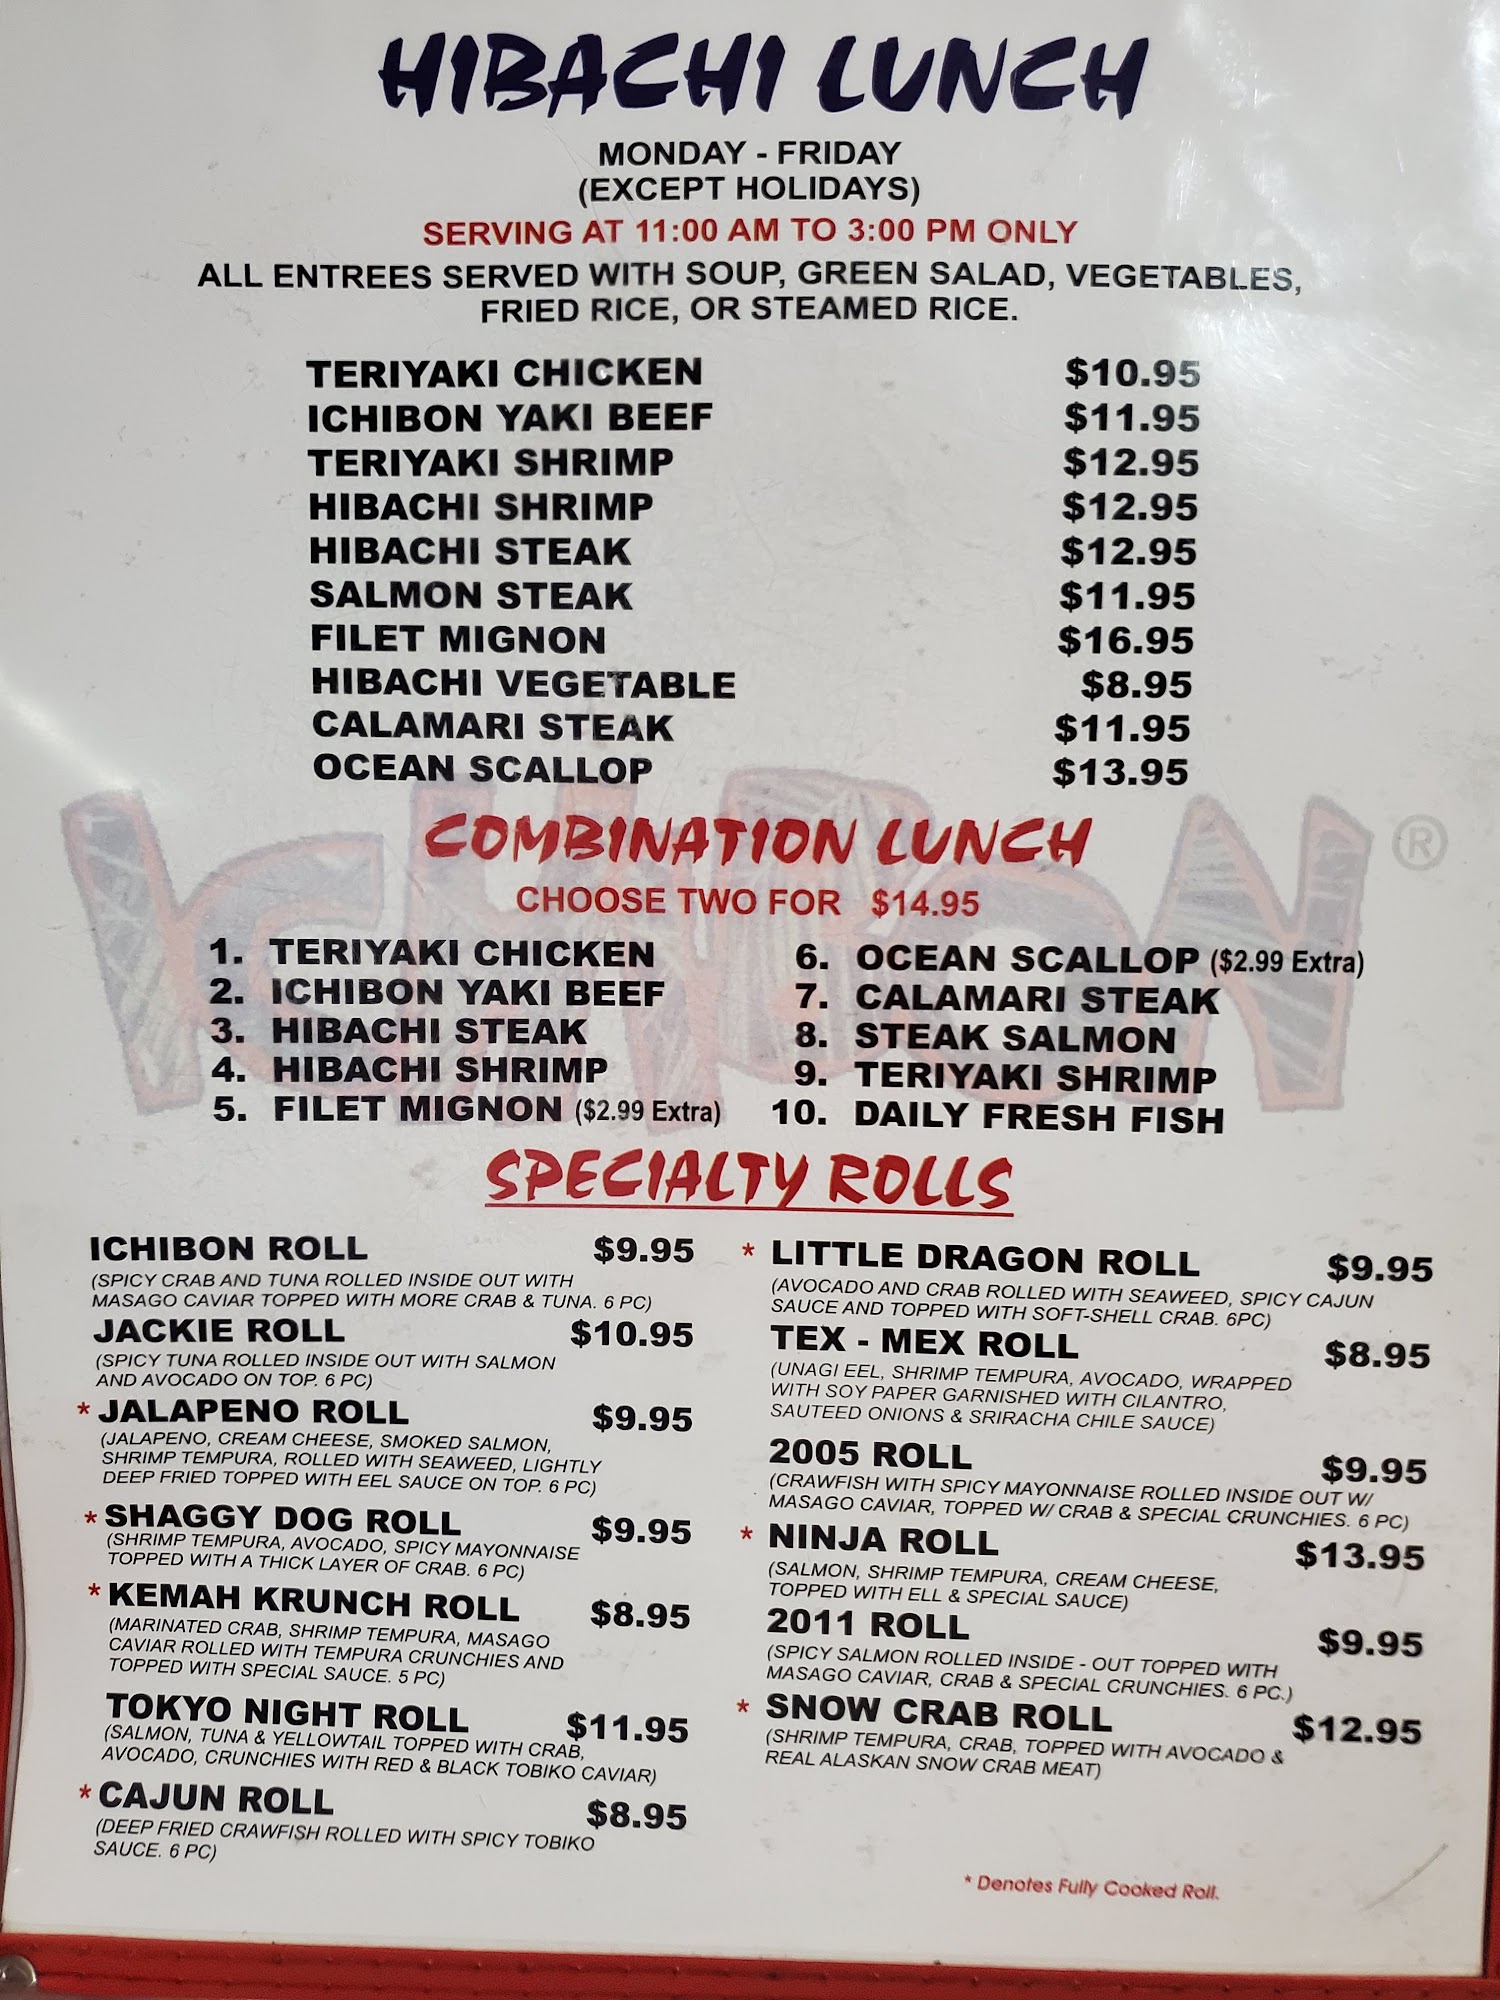 HIBACHI LUNCH
MONDAY - FRIDAY
(EXCEPT HOLIDAYS)
SERVING AT 11:00 AM TO 3:00 PM ONLY
ALL ENTREES SERVED WITH SOUP, GREEN SALAD, VEGETABLES,
FRIED RICE, OR STEAMED RICE.
TERIYAKI CHICKEN $10.95
ICHIBON YAKI BEEF $11.95
TERIYAKI SHRIMP $12.95
HIBACHI SHRIMP $12.95
HIBACHI STEAK $12.95
SALMON STEAK $11.95
FILET MIGNON $16.95
HIBACHI VEGETABLE $8.95
CALAMARI STEAK $11.95
OCEAN SCALLOP $13.95
ICHIBON ®
COMBINATION LUNCH
CHOOSE TWO FOR $14.95
1. TERIYAKI CHICKEN
2. ICHIBON YAKI BEEF
3. HIBACHI STEAK
4. HIBACHI SHRIMP
5. FILET MIGNON ($2.99 Extra)
6. OCEAN SCALLOP ($2.99 Extra)
7. CALAMARI STEAK
8. STEAK SALMON
9. TERIYAKI SHRIMP
10. DAILY FRESH FISH
SPECIALTY ROLLS
ICHIBON ROLL $9.95
(SPICY CRAB AND TUNA ROLLED INSIDE OUT WITH
MASAGO CAVIAR TOPPED WITH MORE CRAB & TUNA. 6 PC)
JACKIE ROLL $10.95
(SPICY TUNA ROLLED INSIDE OUT WITH SALMON
AND AVOCADO ON TOP. 6 PC)
* JALAPENO ROLL $9.95
(JALAPENO, CREAM CHEESE, SMOKED SALMON,
SHRIMP TEMPURA, ROLLED WITH SEAWEED, LIGHTLY
DEEP FRIED TOPPED WITH EEL SAUCE ON TOP. 6 PC)
* SHAGGY DOG ROLL $9.95
(SHRIMP TEMPURA, AVOCADO, SPICY MAYONNAISE
TOPPED WITH A THICK LAYER OF CRAB. 6 PC)
* KEMAH KRUNCH ROLL $8.95
(MARINATED CRAB, SHRIMP TEMPURA, MASAGO
CAVIAR ROLLED WITH TEMPURA CRUNCHIES AND
TOPPED WITH SPECIAL SAUCE. 5 PC)
TOKYO NIGHT ROLL $11.95
(SALMON, TUNA & YELLOWTAIL TOPPED WITH CRAB,
AVOCADO, CRUNCHIES WITH RED & BLACK TOBIKO CAVIAR)
* CAJUN ROLL $8.95
(DEEP FRIED CRAWFISH ROLLED WITH SPICY TOBIKO
SAUCE. 6 PC)
* LITTLE DRAGON ROLL $9.95
(AVOCADO AND CRAB ROLLED WITH SEAWEED, SPICY CAJUN
SAUCE AND TOPPED WITH SOFT-SHELL CRAB. 6PC)
TEX - MEX ROLL $8.95
(UNAGI EEL, SHRIMP TEMPURA, AVOCADO, WRAPPED
WITH SOY PAPER GARNISHED WITH CILANTRO,
SAUTEED ONIONS & SRIRACHA CHILE SAUCE)
2005 ROLL $9.95
(CRAWFISH WITH SPICY MAYONNAISE ROLLED INSIDE OUT W/
MASAGO CAVIAR, TOPPED W/ CRAB & SPECIAL CRUNCHIES. 6 PC)
* NINJA ROLL $13.95
(SALMON, SHRIMP TEMPURA, CREAM CHEESE,
TOPPED WITH ELL & SPECIAL SAUCE)
2011 ROLL $9.95
(SPICY SALMON ROLLED INSIDE - OUT TOPPED WITH
MASAGO CAVIAR, CRAB & SPECIAL CRUNCHIES. 6 PC.)
* SNOW CRAB ROLL $12.95
(SHRIMP TEMPURA, CRAB, TOPPED WITH AVOCADO &
REAL ALASKAN SNOW CRAB MEAT)
* Denotes Fully Cooked Roll.